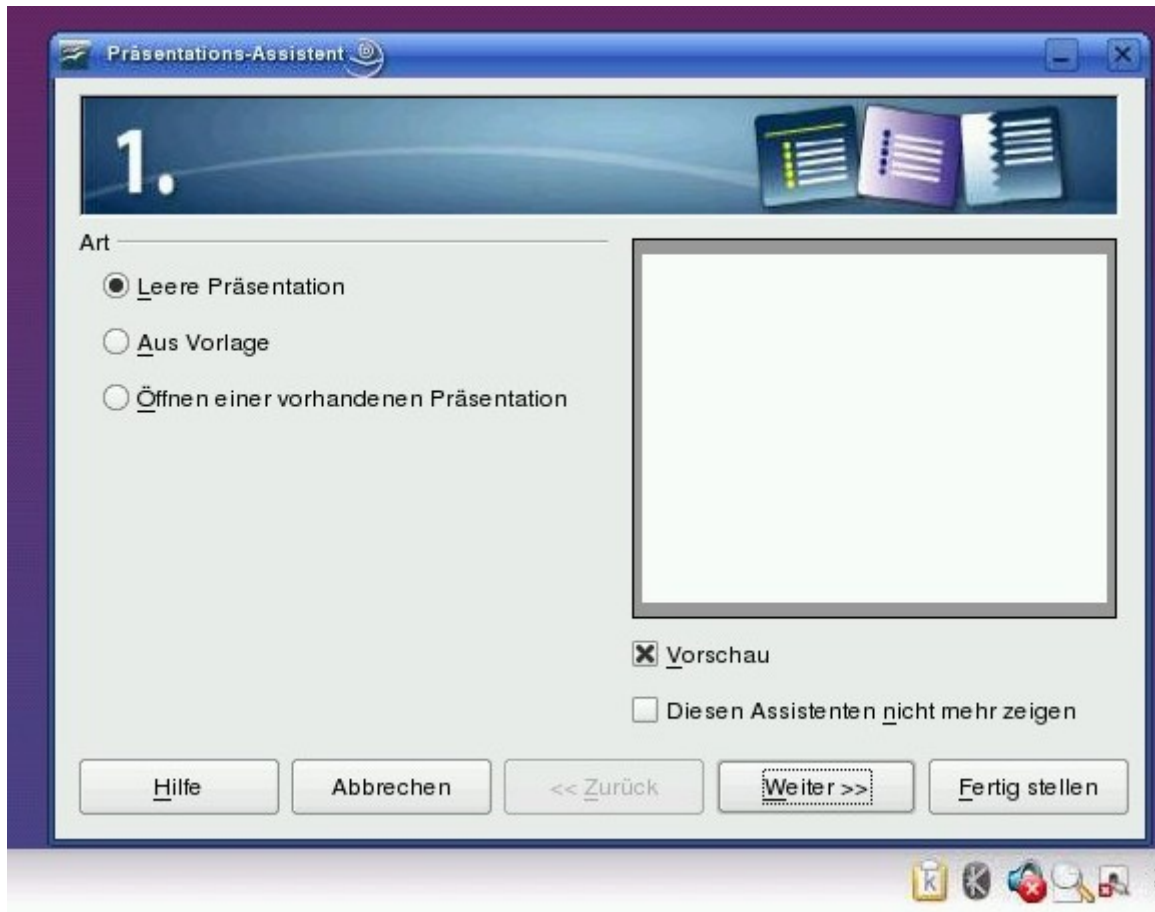 Präsentations-Assistent
1.
Art
Leere Präsentation
Aus Vorlage
Öffnen einer vorhandenen Präsentation
Vorschau
Diesen Assistenten nicht mehr zeigen
Hilfe
Abbrechen
<< Zurück
Weiter >>
Fertig stellen